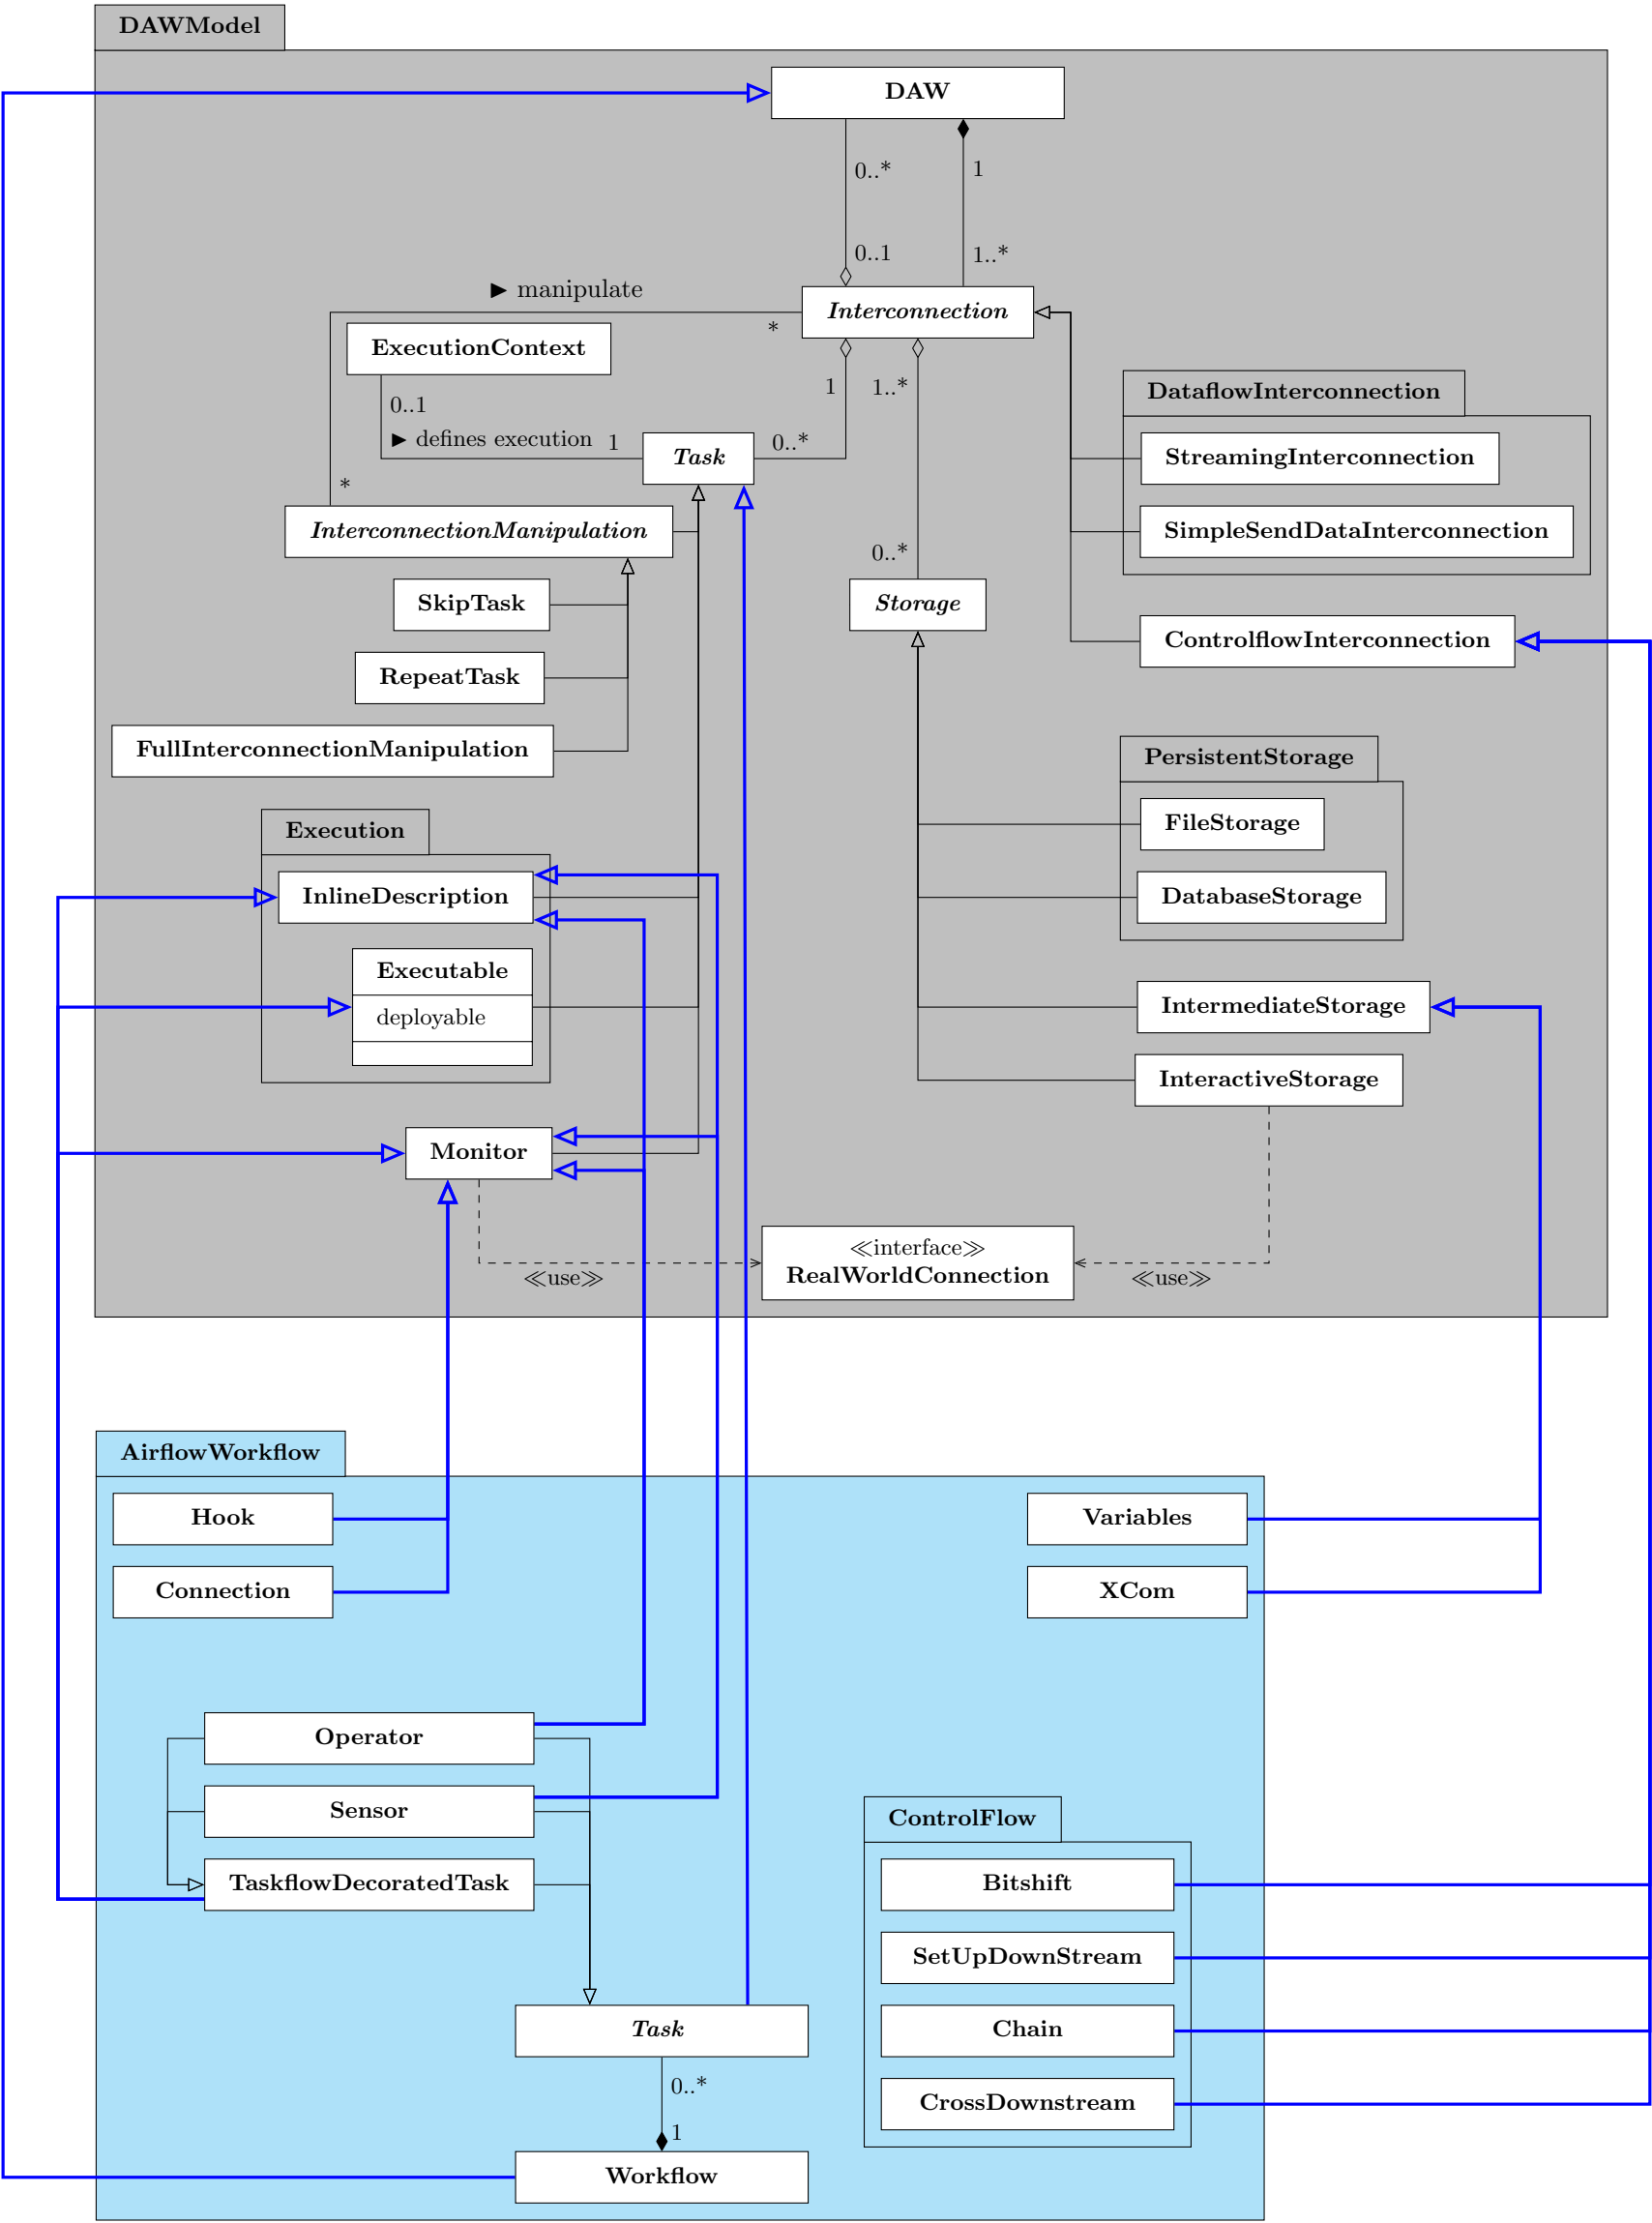 DAWModel
DAW
0..*
1
0..1
1..*
► manipulate
Interconnection
*
ExecutionContext
0..1
1
1..*
DataflowInterconnection
► defines execution
1
Task
0..*
StreamingInterconnection
*
InterconnectionManipulation
SimpleSendDataInterconnection
0..*
SkipTask
Storage
ControlflowInterconnection
RepeatTask
FullInterconnectionManipulation
PersistentStorage
Execution
FileStorage
InlineDescription
DatabaseStorage
Executable
deployable
IntermediateStorage
InteractiveStorage
Monitor
≪interface≫
RealWorldConnection
≪use≫
≪use≫
AirflowWorkflow
Hook
Variables
Connection
XCom
Operator
Sensor
ControlFlow
TaskflowDecoratedTask
Bitshift
SetUpDownStream
Task
Chain
0..*
CrossDownstream
1
Workflow